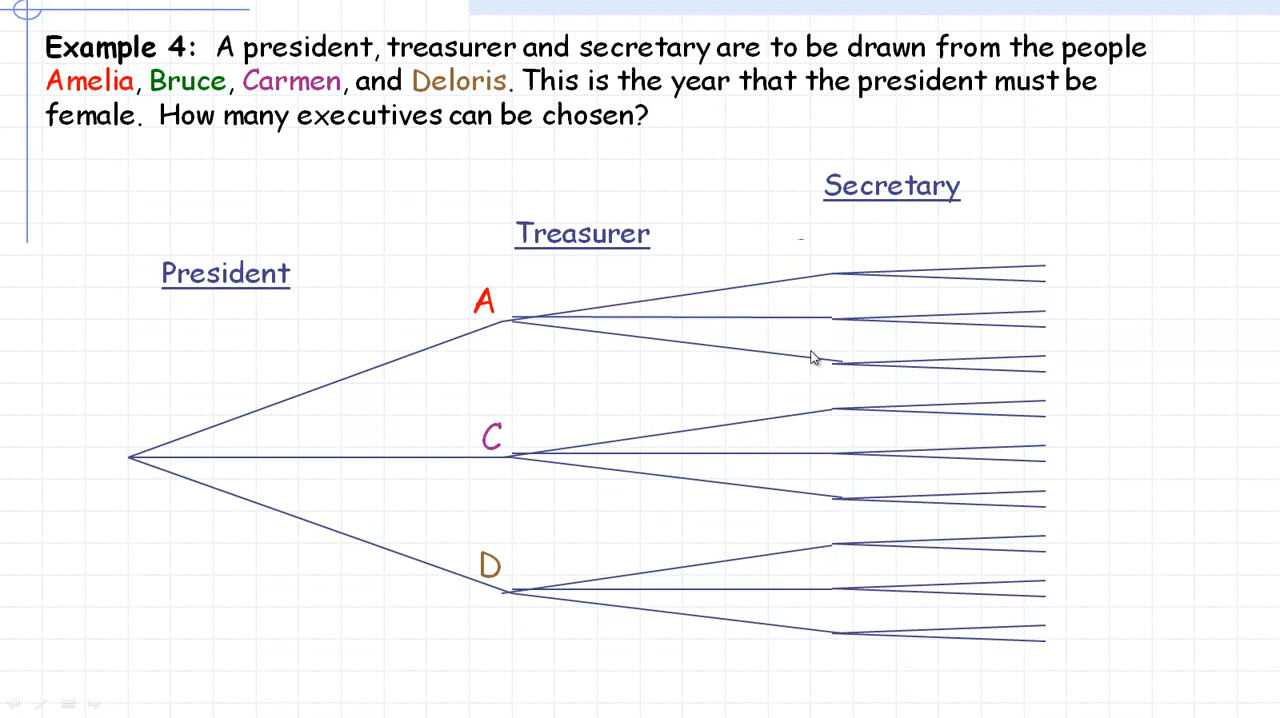 Example 4: A president, treasurer and secretary are to be drawn from the people
Amelia, Bruce, Carmen, and Deloris. This is the year that the president must be
female. How many executives can be chosen?
Secretary
Treasurer
President
A
C
D